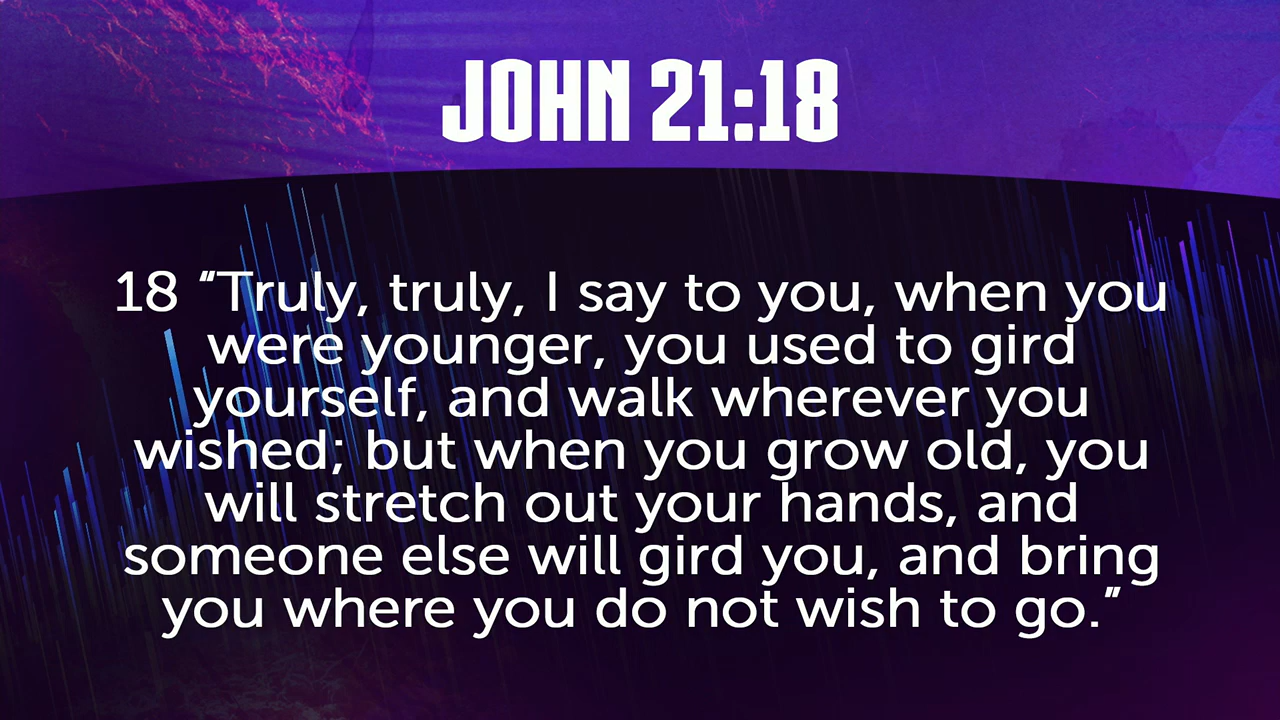 JOHN 21:18
18 “Truly, truly, I say to you, when you
were younger, you used to gird
yourself, and walk wherever you
wished; but when you grow old, you
will stretch out your hands, and
someone else will gird you, and bring
you where you do not wish to go.”